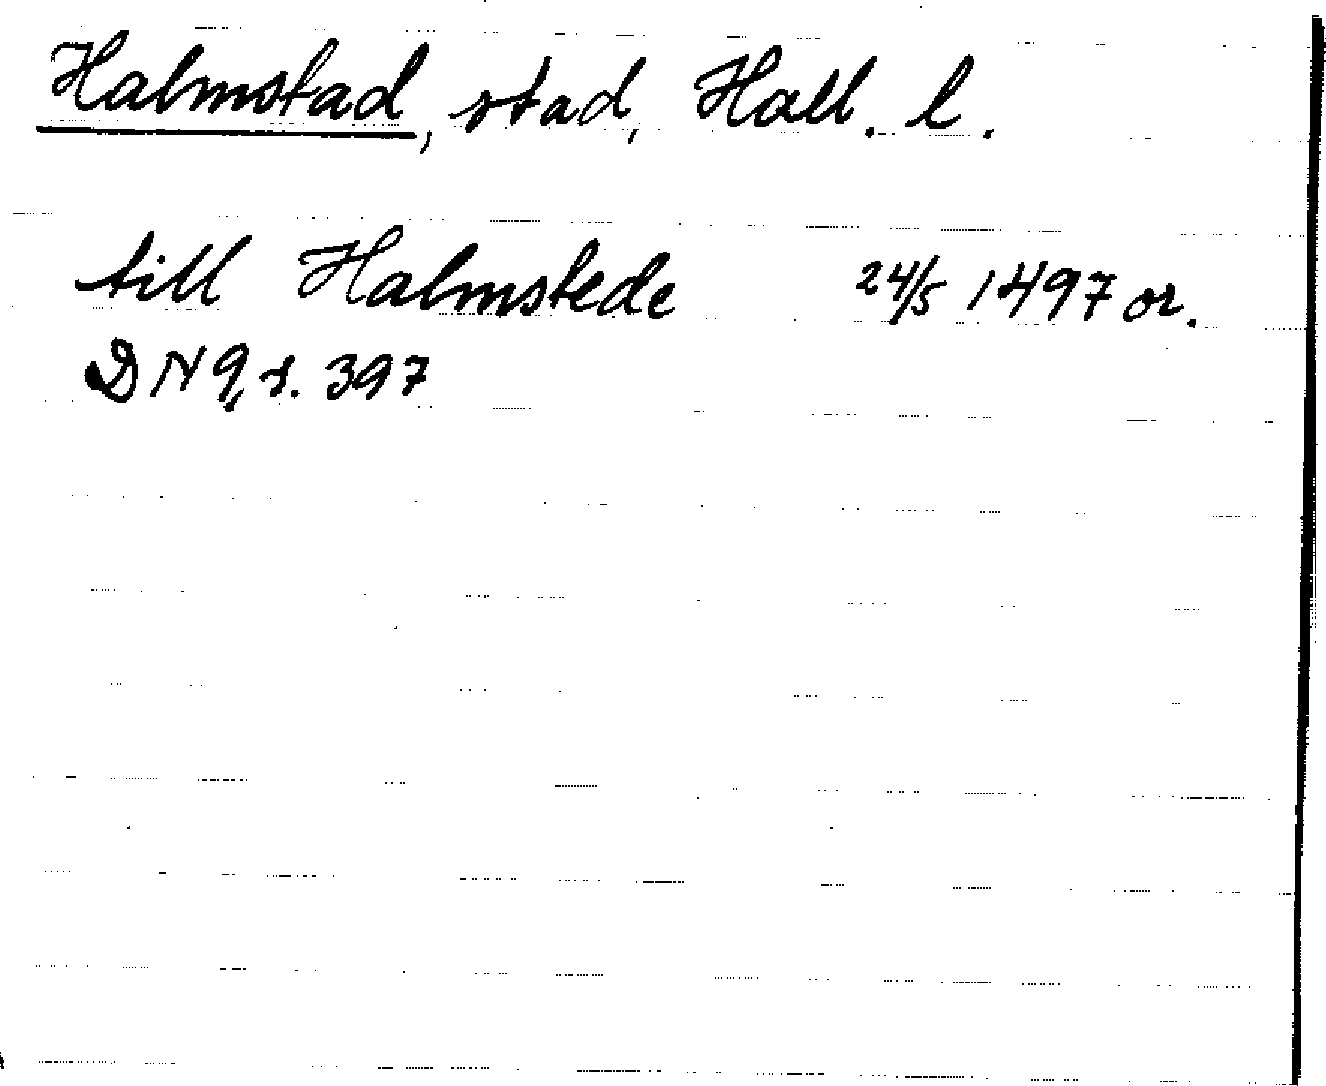 Halmstad, stad, Hall. l.
till Halmstede 24/5 1497 or.
DN 9, s. 397